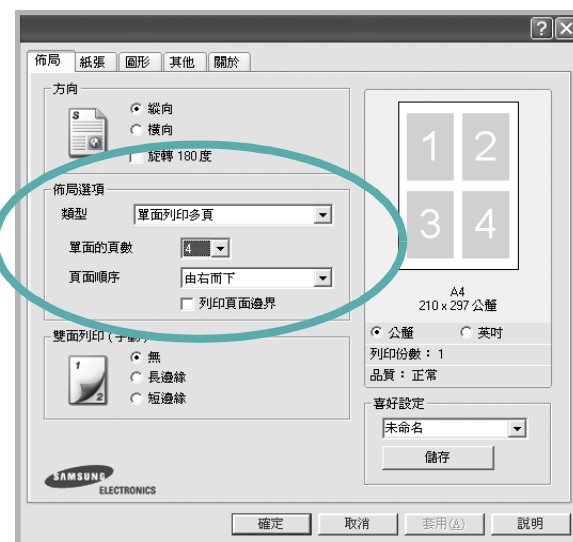 佈局 紙張 圖形 其他 關於
方向
縱向
橫向
旋轉 180 度
佈局選項
類型 單面列印多頁
單面的頁數 4
頁面順序 由右而下
列印頁面邊界
雙面列印 (手動)
無
長邊緣
短邊緣
SAMSUNG
ELECTRONICS
1 2
3 4
A4
210 x 297 公釐
公釐 英吋
列印份數：1
品質：正常
喜好設定
未命名
儲存
確定 取消 套用(A) 說明